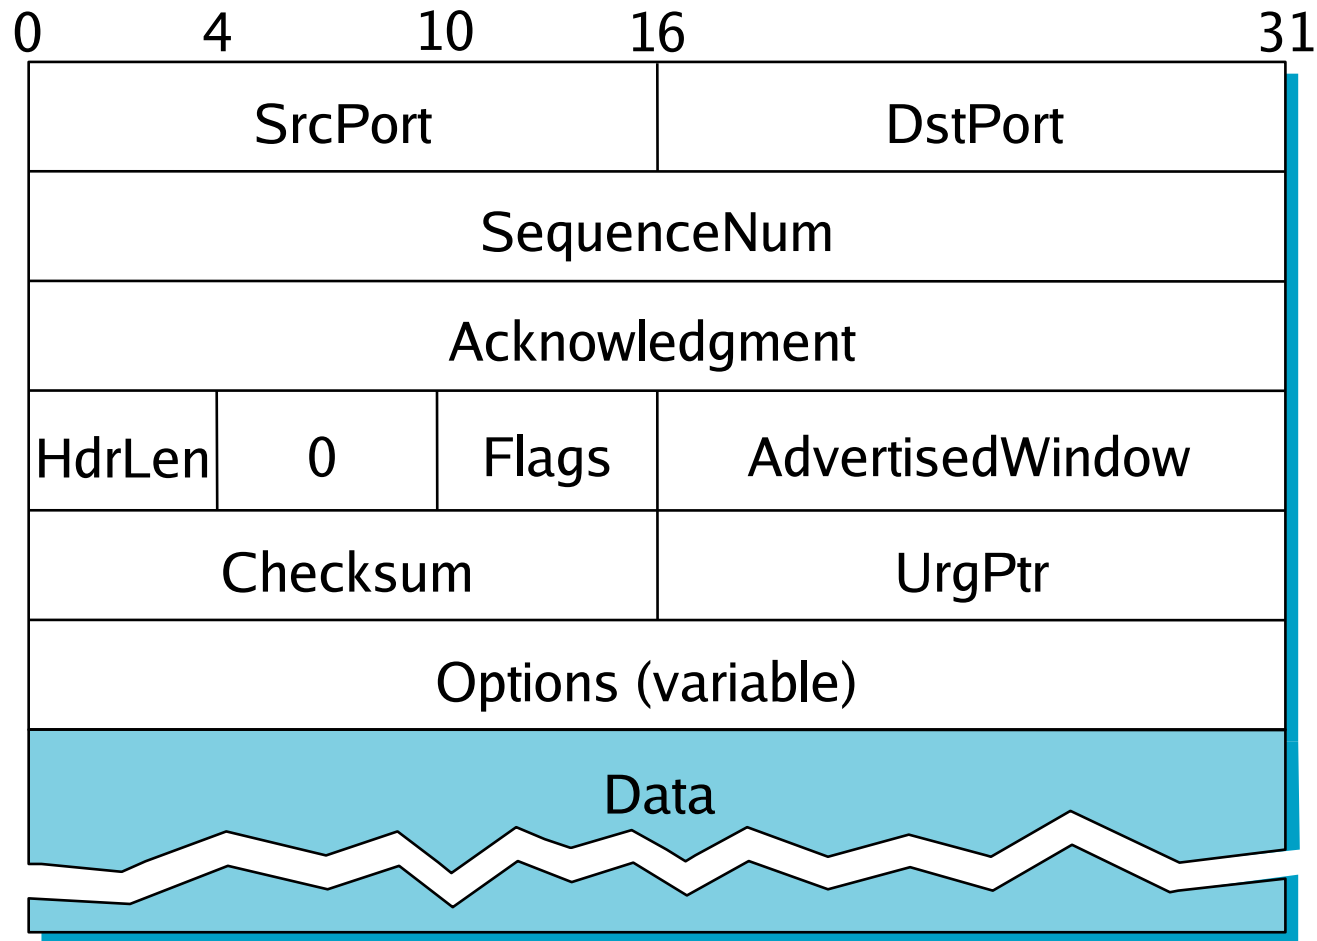 0 4 10 16 31
SrcPort DstPort
SequenceNum
Acknowledgment
HdrLen 0 Flags AdvertisedWindow
Checksum UrgPtr
Options (variable)
Data